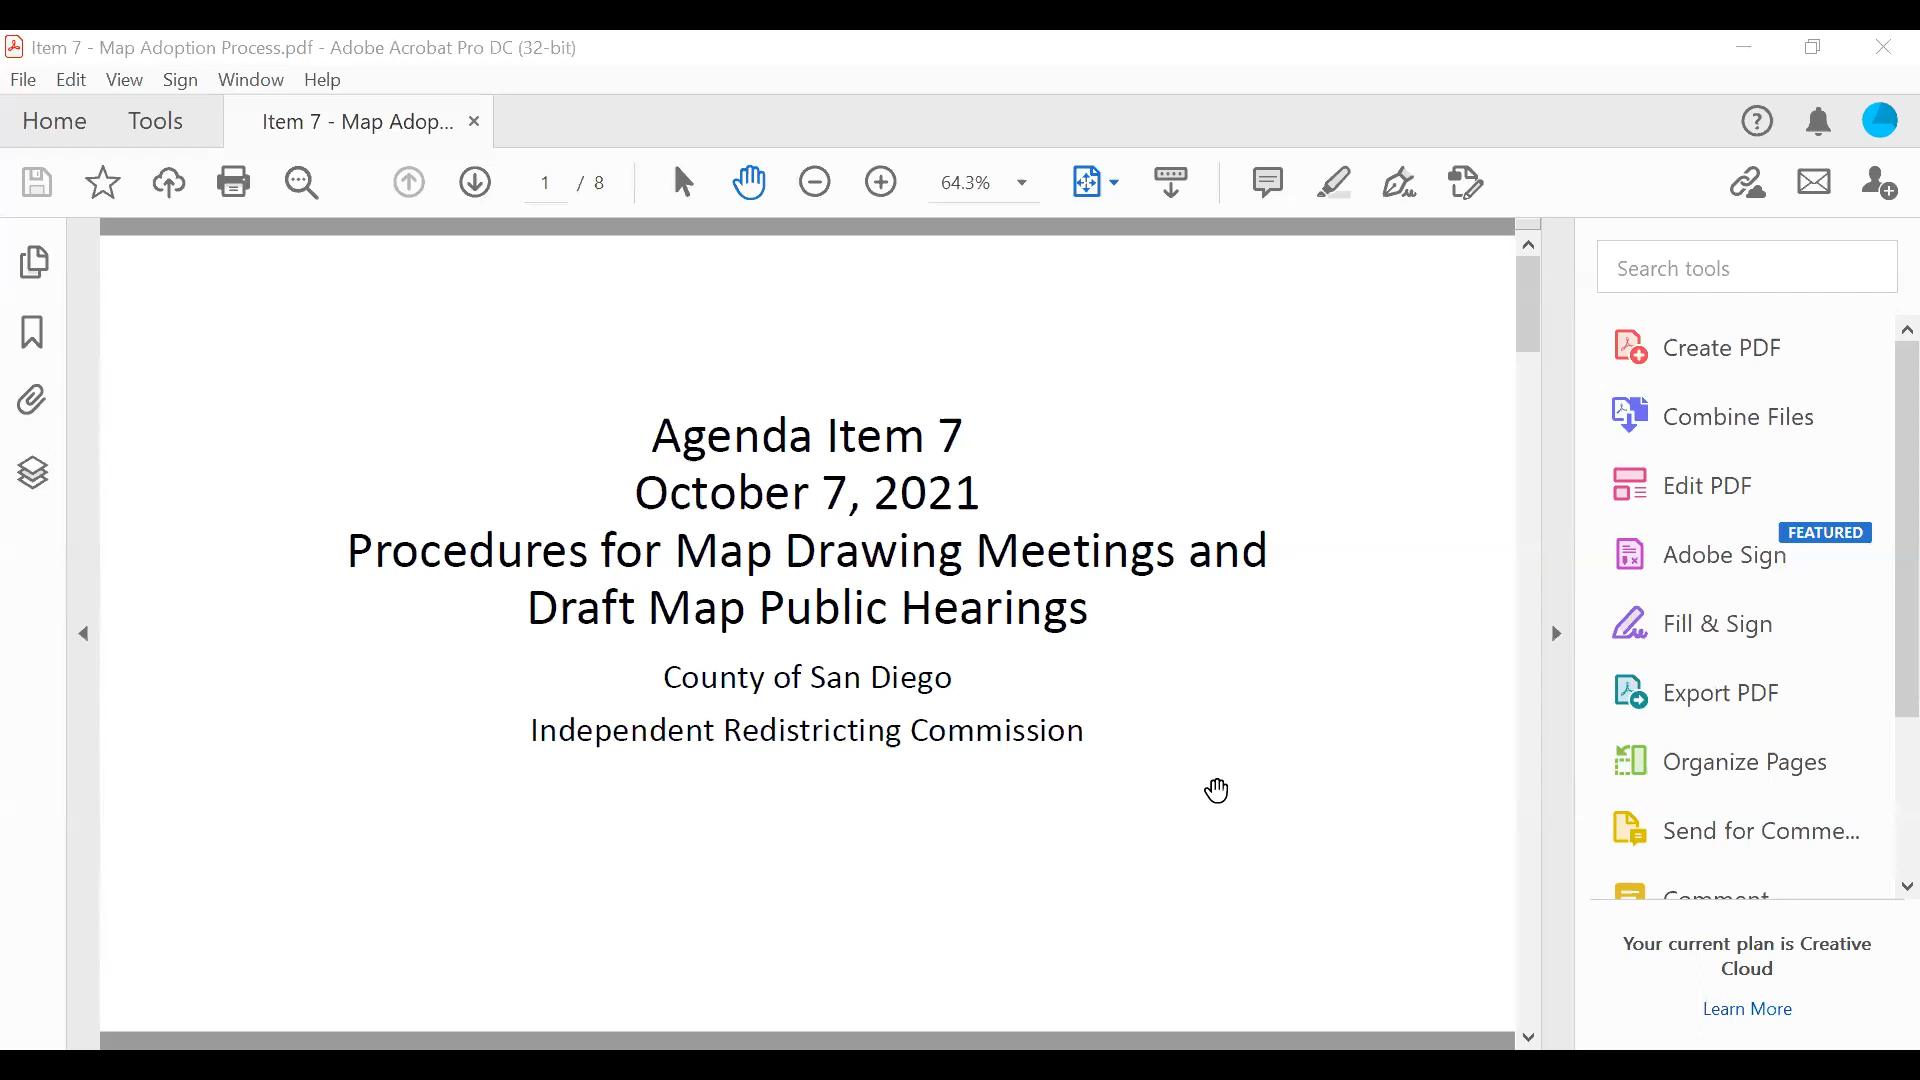 Item 7 - Map Adoption Process.pdf - Adobe Acrobat Pro DC (32-bit)
File Edit View Sign Window Help
Home Tools Item 7 - Map Adop... ×
1 / 8 64.3%
Search tools
Create PDF
Combine Files
Edit PDF
FEATURED
Adobe Sign
Fill & Sign
Export PDF
Organize Pages
Send for Comme...
Comment
Your current plan is Creative
Cloud
Learn More
Agenda Item 7
October 7, 2021
Procedures for Map Drawing Meetings and
Draft Map Public Hearings
County of San Diego
Independent Redistricting Commission